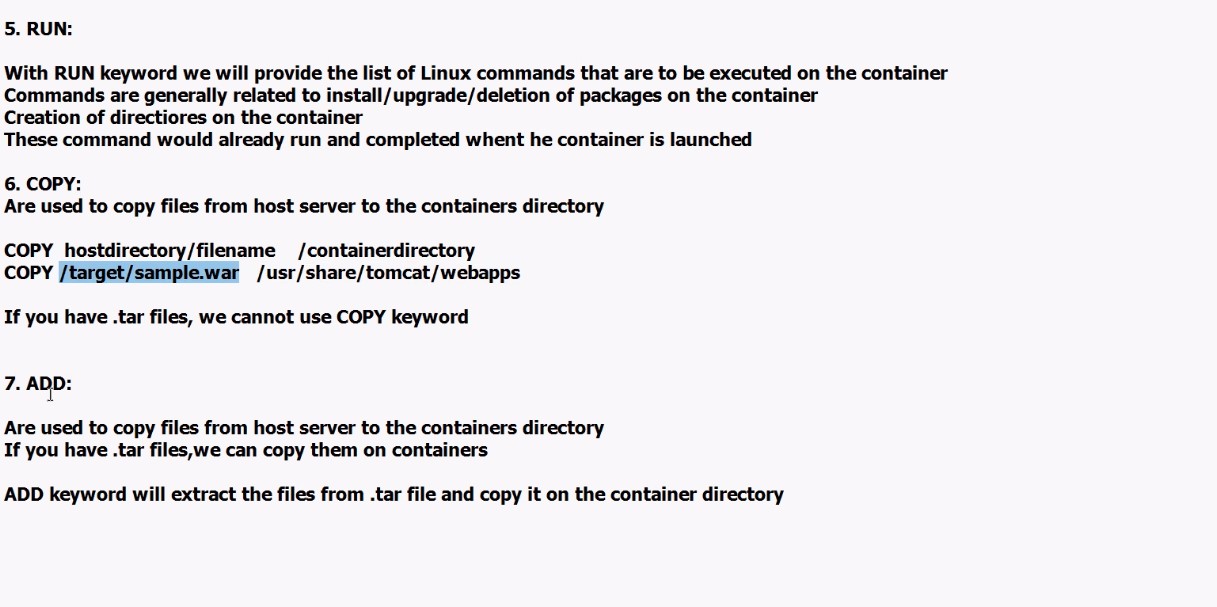 5. RUN:
With RUN keyword we will provide the list of Linux commands that are to be executed on the container
Commands are generally related to install/upgrade/deletion of packages on the container
Creation of directiores on the container
These command would already run and completed whent he container is launched
6. COPY:
Are used to copy files from host server to the containers directory
COPY  hostdirectory/filename    /containerdirectory
COPY /target/sample.war   /usr/share/tomcat/webapps
If you have .tar files, we cannot use COPY keyword
7. ADD:
Are used to copy files from host server to the containers directory
If you have .tar files,we can copy them on containers
ADD keyword will extract the files from .tar file and copy it on the container directory